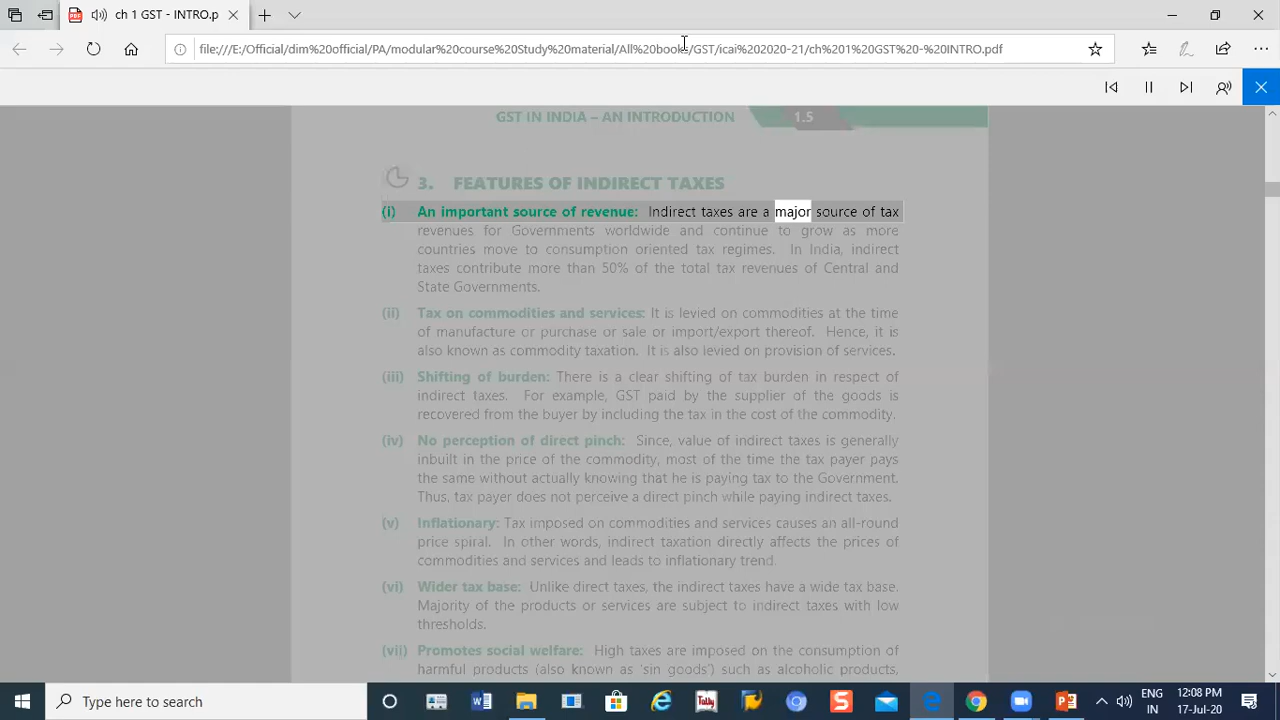 ch 1 GST - INTRO.p
file:///E:/Official/dim%20official/PA/modular%20course%20Study%20material/All%20books/GST/icai%202020-21/ch%201%20GST%20-%20INTRO.pdf
GST IN INDIA – AN INTRODUCTION 1.5
3. FEATURES OF INDIRECT TAXES
(i) An important source of revenue: Indirect taxes are a major source of tax
revenues for Governments worldwide and continue to grow as more
countries move to consumption oriented tax regimes. In India, indirect
taxes contribute more than 50% of the total tax revenues of Central and
State Governments.
(ii) Tax on commodities and services: It is levied on commodities at the time
of manufacture or purchase or sale or import/export thereof. Hence, it is
also known as commodity taxation. It is also levied on provision of services.
(iii) Shifting of burden: There is a clear shifting of tax burden in respect of
indirect taxes. For example, GST paid by the supplier of the goods is
recovered from the buyer by including the tax in the cost of the commodity.
(iv) No perception of direct pinch: Since, value of indirect taxes is generally
inbuilt in the price of the commodity, most of the time the tax payer pays
the same without actually knowing that he is paying tax to the Government.
Thus, tax payer does not perceive a direct pinch while paying indirect taxes.
(v) Inflationary: Tax imposed on commodities and services causes an all-round
price spiral. In other words, indirect taxation directly affects the prices of
commodities and services and leads to inflationary trend.
(vi) Wider tax base: Unlike direct taxes, the indirect taxes have a wide tax base.
Majority of the products or services are subject to indirect taxes with low
thresholds.
(vii) Promotes social welfare: High taxes are imposed on the consumption of
harmful products (also known as 'sin goods') such as alcoholic products,
Type here to search
Tally
ENG
IN
12:08 PM
17-Jul-20